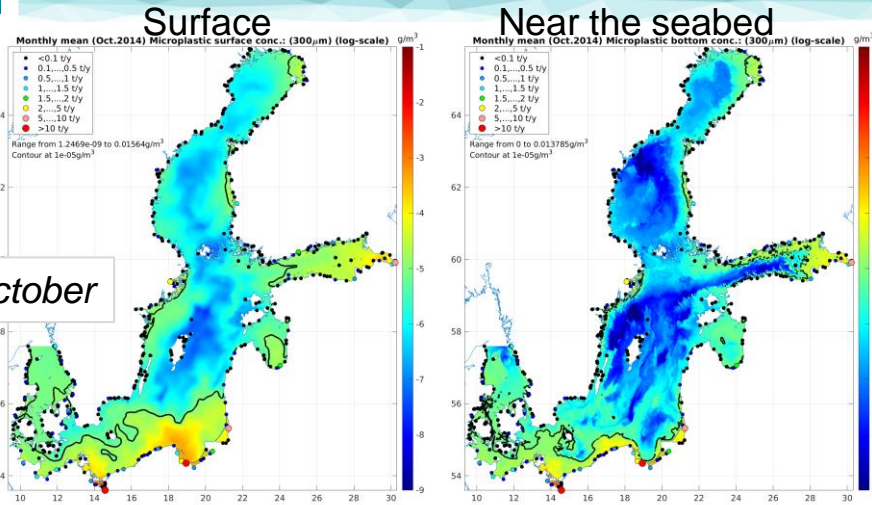 Surface
Near the seabed
Monthly mean (Oct.2014) Microplastic surface conc.: (300μm) (log-scale)
g/m³
<0.1 t/y
0.1,...,0.5 t/y
0.5,...,1 t/y
1,...,1.5 t/y
1.5,...,2 t/y
2,...,5 t/y
5,...,10 t/y
>10 t/y
Range from 1.2469e-09 to 0.01564g/m³
Contour at 1e-05g/m³
-1
-2
-3
-4
-5
-6
-7
-8
-9
10 12 14 16 18 20 22 24 26 28 30
Monthly mean (Oct.2014) Microplastic bottom conc.: (300μm) (log-scale)
g/m³
<0.1 t/y
0.1,...,0.5 t/y
0.5,...,1 t/y
1,...,1.5 t/y
1.5,...,2 t/y
2,...,5 t/y
5,...,10 t/y
>10 t/y
Range from 0 to 0.013785g/m³
Contour at 1e-05g/m³
64
62
60
58
56
54
10 12 14 16 18 20 22 24 26 28 30
ctober